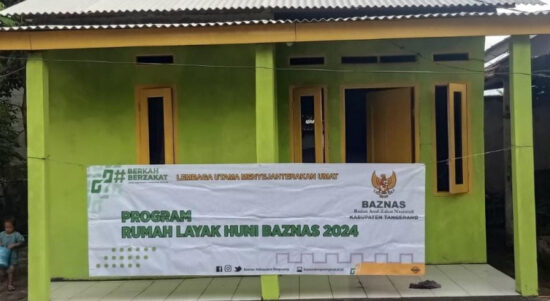 # BERKAH
BERZAKAT
LEMBAGA UTAMA MENYEJAHTERAKAN UMAT
BAZNAS
Badan Amil Zakat Nasional
KABUPATEN TANGERANG
PROGRAM
RUMAH LAYAK HUNI BAZNAS 2024